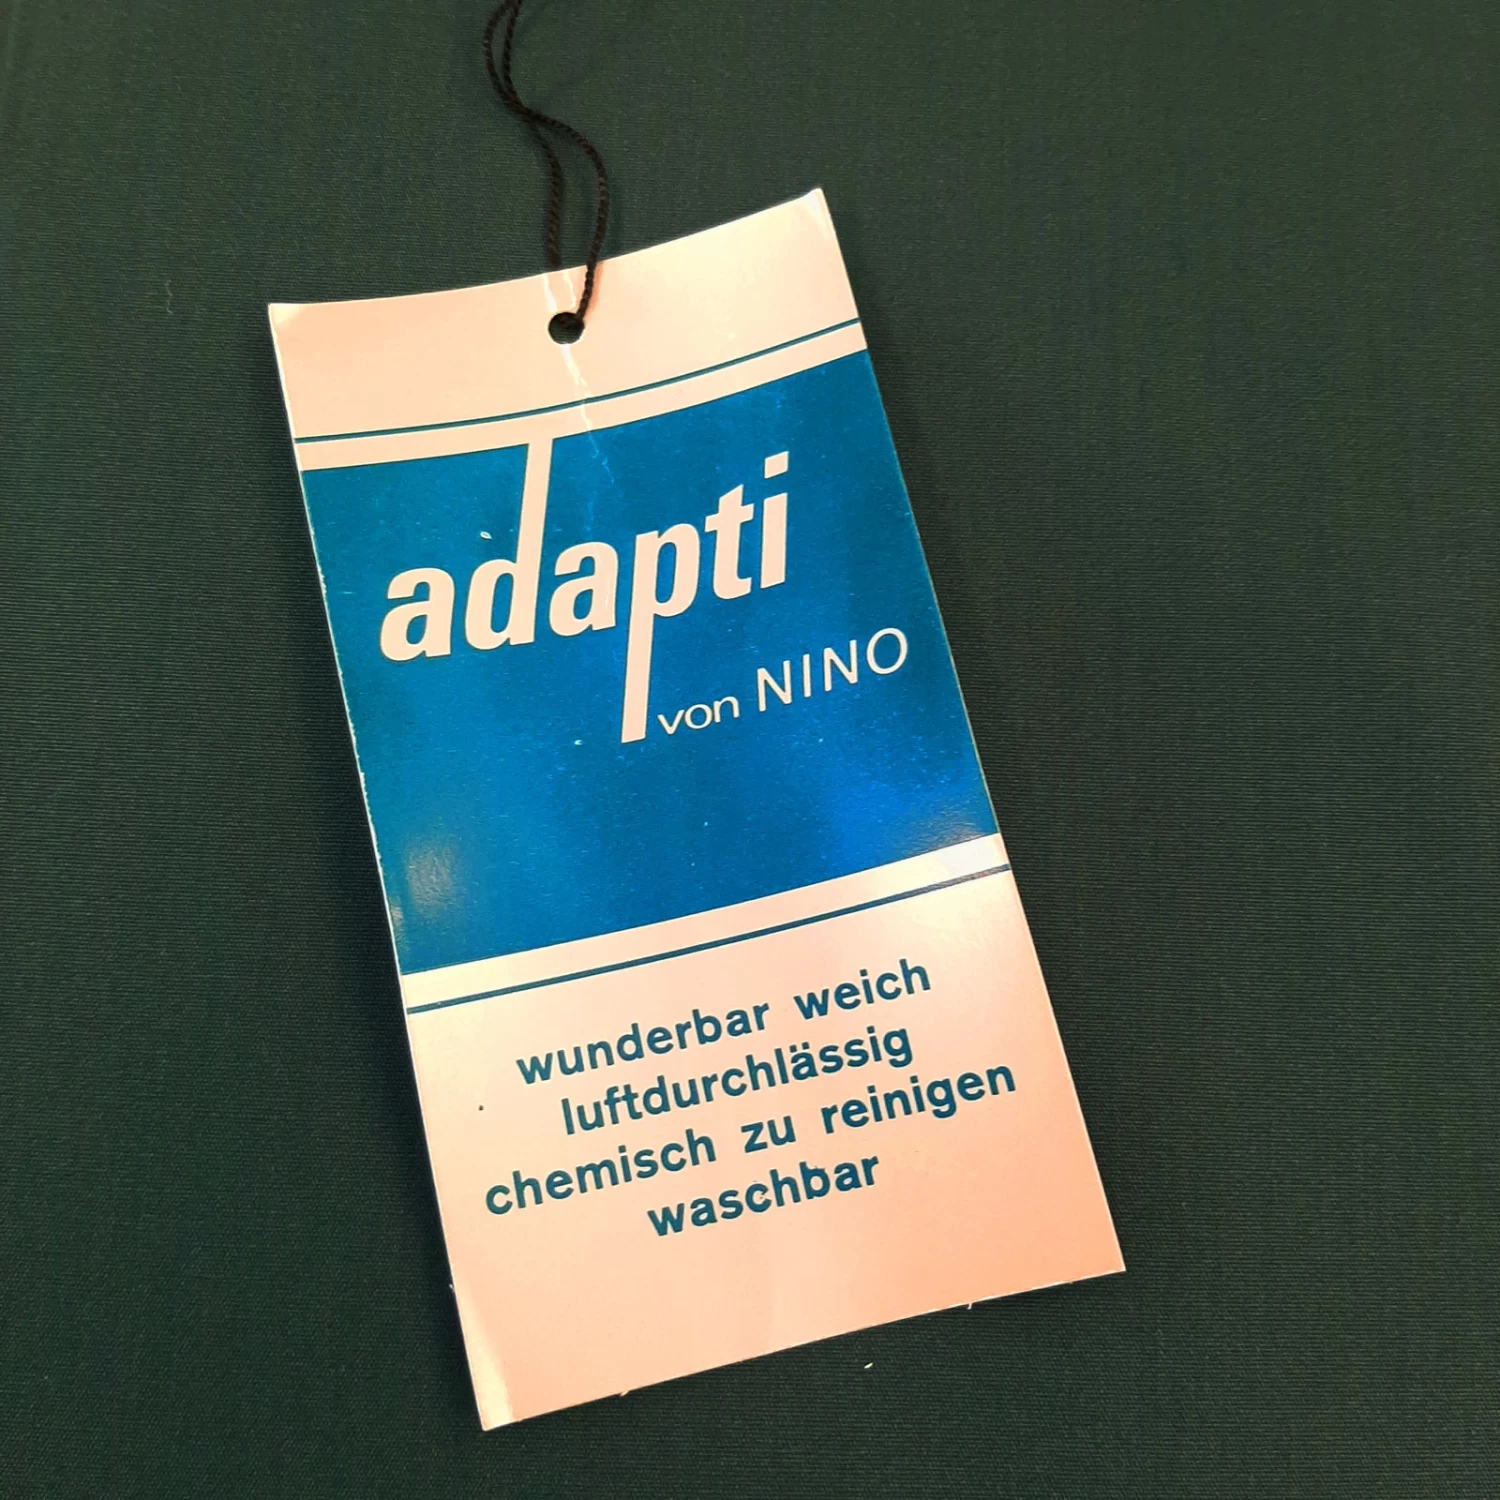 adapti
von NINO
wunderbar weich
luftdurchlässig
chemisch zu reinigen
waschbar